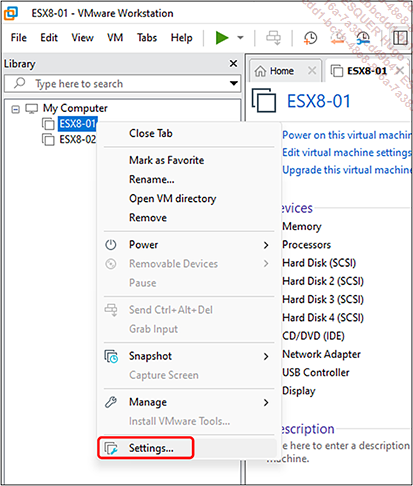 ESX8-01 - VMware Workstation
File Edit View VM Tabs Help
Library
Type here to search
Home
ESX8-01
My Computer
ESX8-01
ESX8-02
Close Tab
Mark as Favorite
Rename...
Open VM directory
Remove
Power
Removable Devices
Pause
Send Ctrl+Alt+Del
Grab Input
Snapshot
Capture Screen
Manage
Install VMware Tools...
Settings...
ESX8-01
Power on this virtual machine
Edit virtual machine settings
Upgrade this virtual machine
evices
Memory
Processors
Hard Disk (SCSI)
Hard Disk 2 (SCSI)
Hard Disk 3 (SCSI)
Hard Disk 4 (SCSI)
CD/DVD (IDE)
Network Adapter
USB Controller
Display
escription
e here to enter a description
machine.